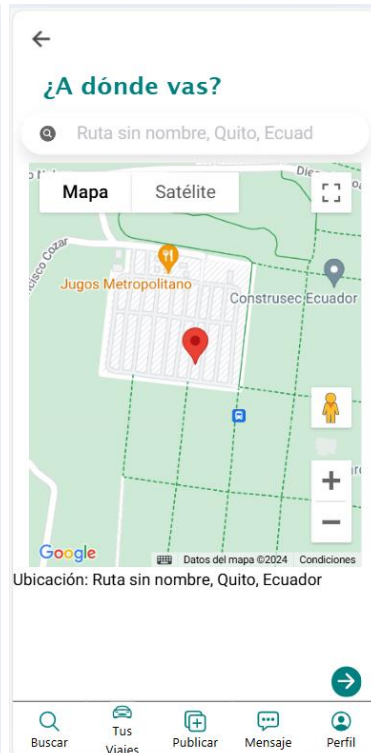 ¿A dónde vas?
Ruta sin nombre, Quito, Ecuad
Mapa
Satélite
Jugos Metropolitano
Construsec Ecuador
Google
Datos del mapa ©2024
Condiciones
Ubicación: Ruta sin nombre, Quito, Ecuador
Buscar
Tus
Viajes
Publicar
Mensaje
Perfil